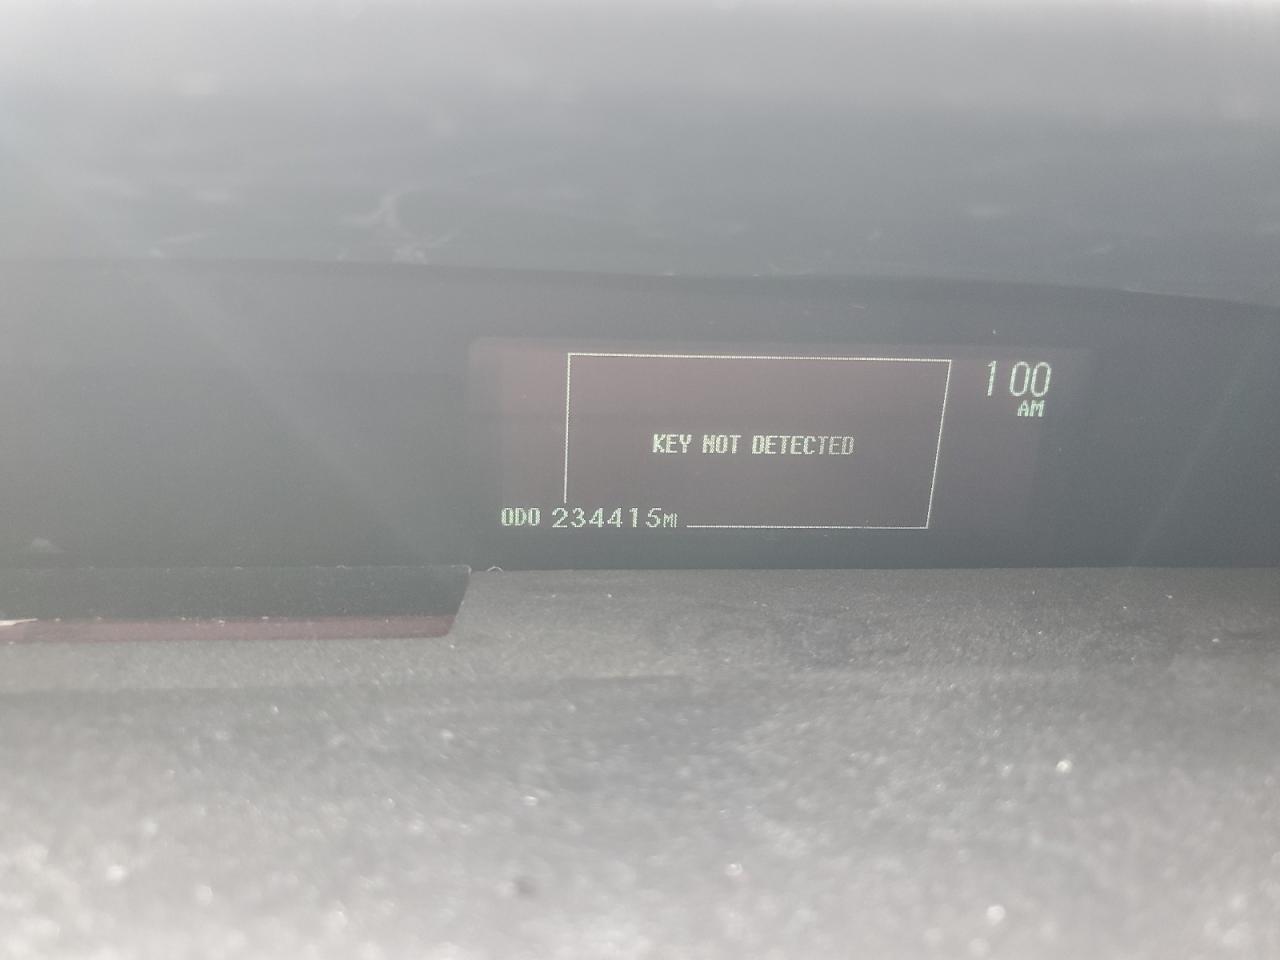 1 00
AM
KEY NOT DETECTED
ODO 234415MI